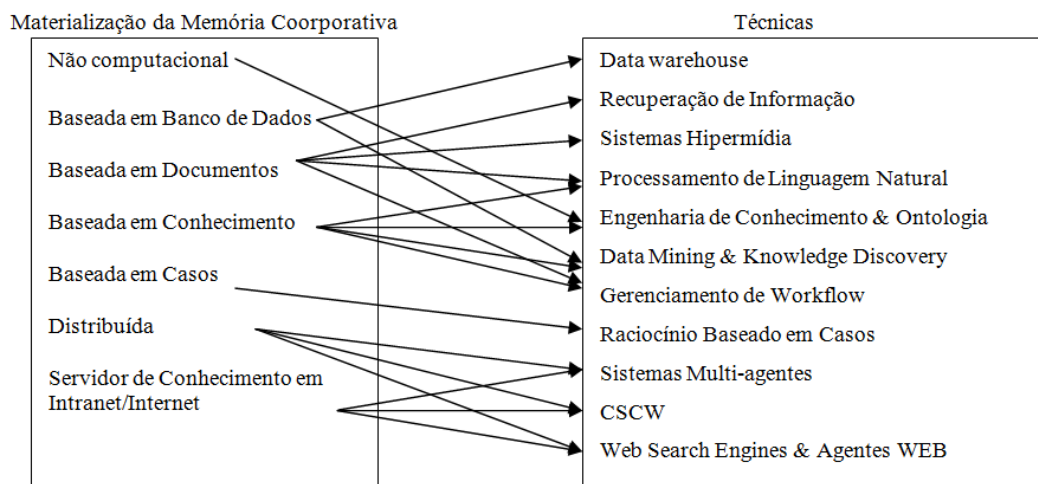 Materialização da Memória Coorporativa
Não computacional
Baseada em Banco de Dados
Baseada em Documentos
Baseada em Conhecimento
Baseada em Casos
Distribuída
Servidor de Conhecimento em
Intranet/Internet
Técnicas
Data warehouse
Recuperação de Informação
Sistemas Hipermídia
Processamento de Linguagem Natural
Engenharia de Conhecimento & Ontologia
Data Mining & Knowledge Discovery
Gerenciamento de Workflow
Raciocínio Baseado em Casos
Sistemas Multi-agentes
CSCW
Web Search Engines & Agentes WEB